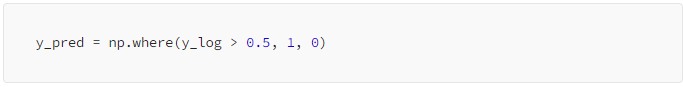 y_pred = np.where(y_log > 0.5, 1, 0)